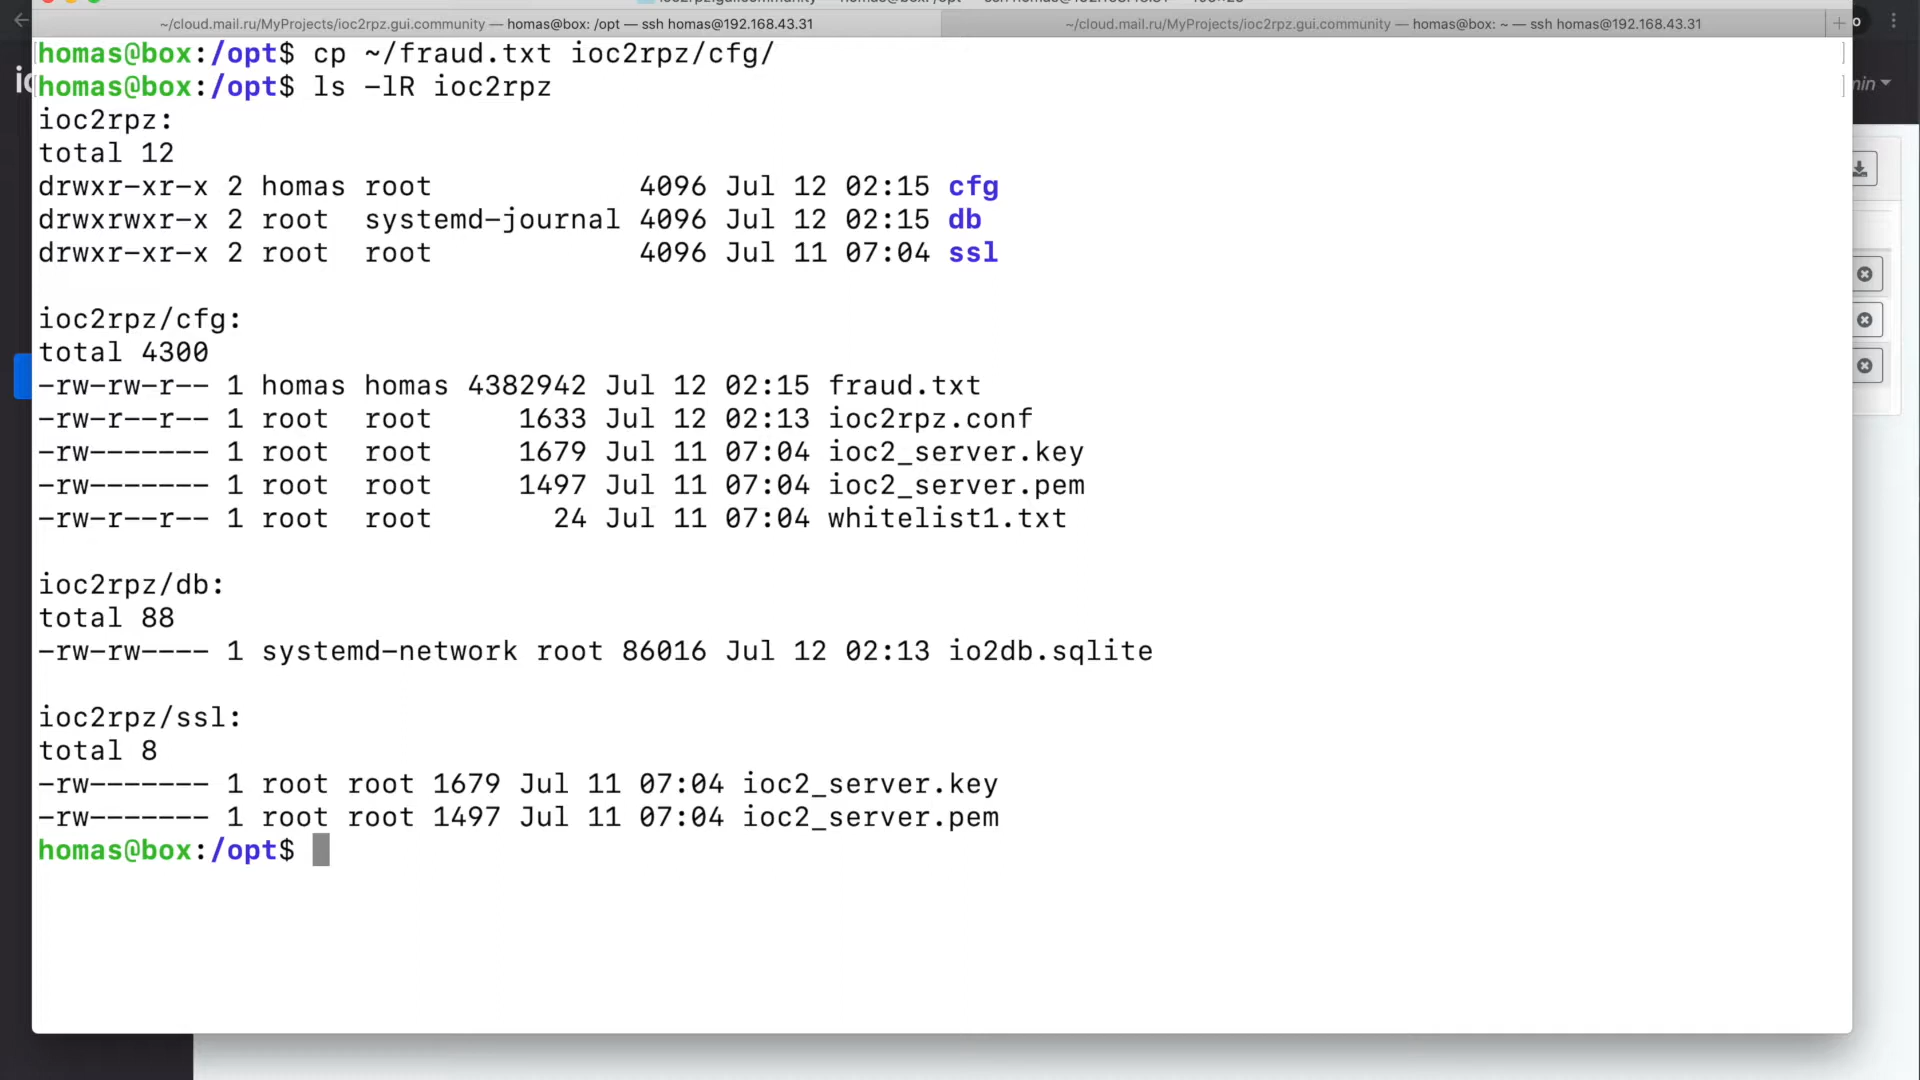 ~/cloud.mail.ru/MyProjects/ioc2rpz.gui.community — homas@box: /opt — ssh homas@192.168.43.31
~/cloud.mail.ru/MyProjects/ioc2rpz.gui.community — homas@box: ~ — ssh homas@192.168.43.31
homas@box:/opt$ cp ~/fraud.txt ioc2rpz/cfg/
homas@box:/opt$ ls -lR ioc2rpz
ioc2rpz:
total 12
drwxr-xr-x 2 homas root 4096 Jul 12 02:15 cfg
drwxrwxr-x 2 root systemd-journal 4096 Jul 12 02:15 db
drwxr-xr-x 2 root root 4096 Jul 11 07:04 ssl
ioc2rpz/cfg:
total 4300
-rw-rw-r-- 1 homas homas 4382942 Jul 12 02:15 fraud.txt
-rw-r--r-- 1 root root 1633 Jul 12 02:13 ioc2rpz.conf
-rw------- 1 root root 1679 Jul 11 07:04 ioc2_server.key
-rw------- 1 root root 1497 Jul 11 07:04 ioc2_server.pem
-rw-r--r-- 1 root root 24 Jul 11 07:04 whitelist1.txt
ioc2rpz/db:
total 88
-rw-rw---- 1 systemd-network root 86016 Jul 12 02:13 io2db.sqlite
ioc2rpz/ssl:
total 8
-rw------- 1 root root 1679 Jul 11 07:04 ioc2_server.key
-rw------- 1 root root 1497 Jul 11 07:04 ioc2_server.pem
homas@box:/opt$